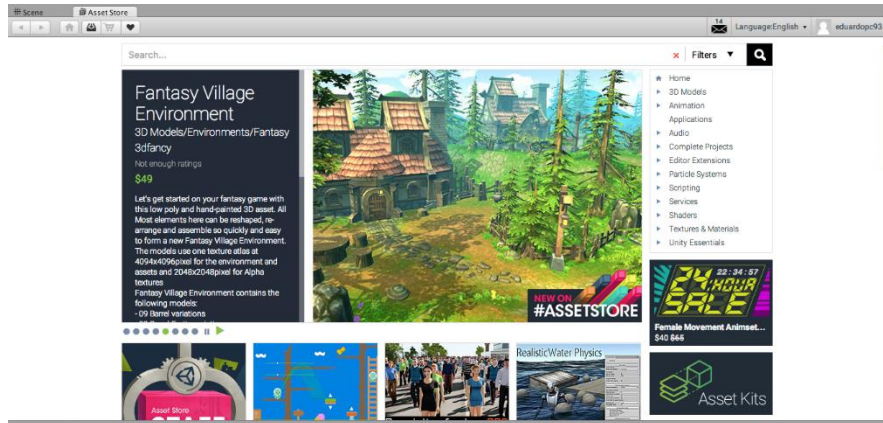 Scene
Asset Store
14
Language:English
eduardopc93
Search...
Filters
Fantasy Village
Environment
3D Models/Environments/Fantasy
3dfancy
Not enough ratings
$49
Let's get started on your fantasy game with
this low poly and hand-painted 3D asset. All
Most elements here can be reshaped, re-
arrange and assemble so quickly and easy
to form a new Fantasy Village Environment.
The models use one texture atlas at
4094x4096pixel for the environment and
assets and 2048x2048pixel for Alpha
textures
Fantasy Village Environment contains the
following models:
- 09 Barrel variations
NEW ON
#ASSETSTORE
Home
3D Models
Animation
Applications
Audio
Complete Projects
Editor Extensions
Particle Systems
Scripting
Services
Shaders
Textures & Materials
Unity Essentials
22:34:57
24 HOUR
SALE
Female Movement Animset...
$40 $65
Asset Store
Realistic Water Physics
Asset Kits